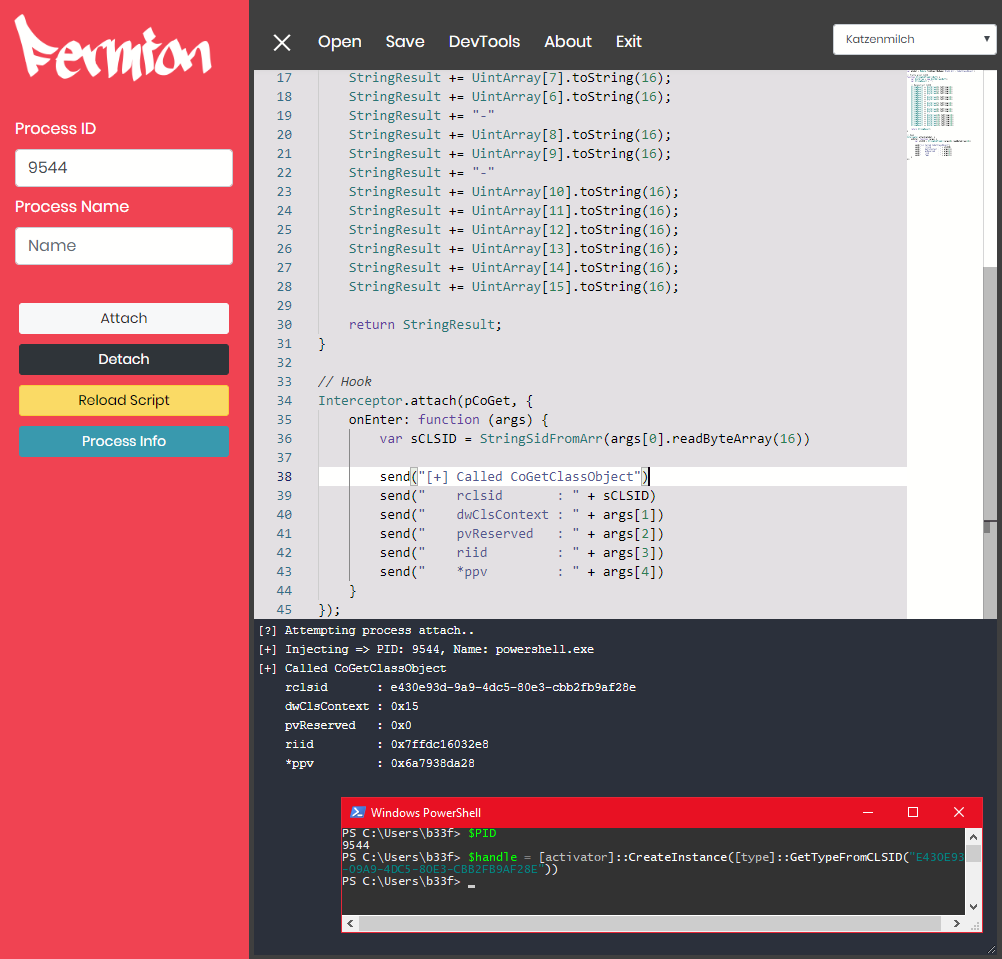 Fermion
Open Save DevTools About Exit
Katzenmilch
Process ID
9544
Process Name
Name
Attach
Detach
Reload Script
Process Info
17 StringResult += UintArray[7].toString(16);
18 StringResult += UintArray[6].toString(16);
19 StringResult += "-"
20 StringResult += UintArray[8].toString(16);
21 StringResult += UintArray[9].toString(16);
22 StringResult += "-"
23 StringResult += UintArray[10].toString(16);
24 StringResult += UintArray[11].toString(16);
25 StringResult += UintArray[12].toString(16);
26 StringResult += UintArray[13].toString(16);
27 StringResult += UintArray[14].toString(16);
28 StringResult += UintArray[15].toString(16);
29
30 return StringResult;
31 }
32
33 // Hook
34 Interceptor.attach(pCoGet, {
35 onEnter: function (args) {
36 var sCLSID = StringSidFromArr(args[0].readByteArray(16))
37
38 send("[+] Called CoGetClassObject")
39 send("    rclsid       : " + sCLSID)
40 send("    dwClsContext : " + args[1])
41 send("    pvReserved   : " + args[2])
42 send("    riid         : " + args[3])
43 send("    *ppv         : " + args[4])
44 }
45 });
[?] Attempting process attach..
[+] Injecting => PID: 9544, Name: powershell.exe
[+] Called CoGetClassObject
rclsid       : e430e93d-9a9-4dc5-80e3-cbb2fb9af28e
dwClsContext : 0x15
pvReserved   : 0x0
riid         : 0x7ffdc16032e8
*ppv         : 0x6a7938da28
Windows PowerShell
PS C:\Users\b33f> $PID
9544
PS C:\Users\b33f> $handle = [activator]::CreateInstance([type]::GetTypeFromCLSID("E430E93
-09A9-4DC5-80E3-CBB2FB9AF28E"))
PS C:\Users\b33f> _